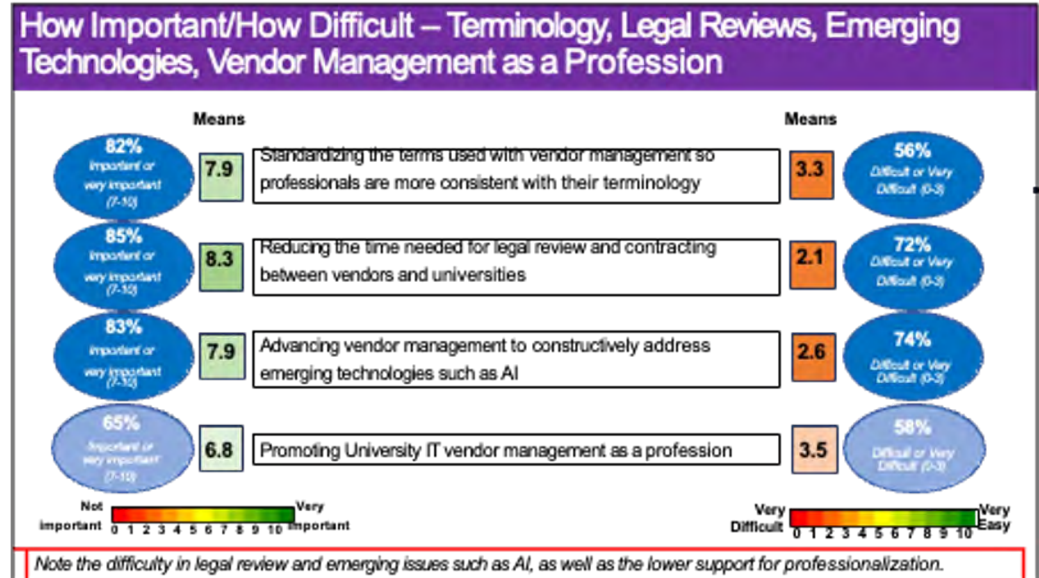 How Important/How Difficult – Terminology, Legal Reviews, Emerging
Technologies, Vendor Management as a Profession
Means
Means
82%
Important or
very important
(7-10)
7.9
Standardizing the terms used with vendor management so
professionals are more consistent with their terminology
3.3
56%
Difficult or Very
Difficult (0-3)
85%
Important or
very important
(7-10)
8.3
Reducing the time needed for legal review and contracting
between vendors and universities
2.1
72%
Difficult or Very
Difficult (0-3)
83%
Important or
very important
(7-10)
7.9
Advancing vendor management to constructively address
emerging technologies such as AI
2.6
74%
Difficult or Very
Difficult (0-3)
65%
Important or
very important
(7-10)
6.8
Promoting University IT vendor management as a profession
3.5
58%
Difficult or Very
Difficult (0-3)
Not
important
0 1 2 3 4 5 6 7 8 9 10
Very
important
Very
Difficult
0 1 2 3 4 5 6 7 8 9 10
Very
Easy
Note the difficulty in legal review and emerging issues such as AI, as well as the lower support for professionalization.